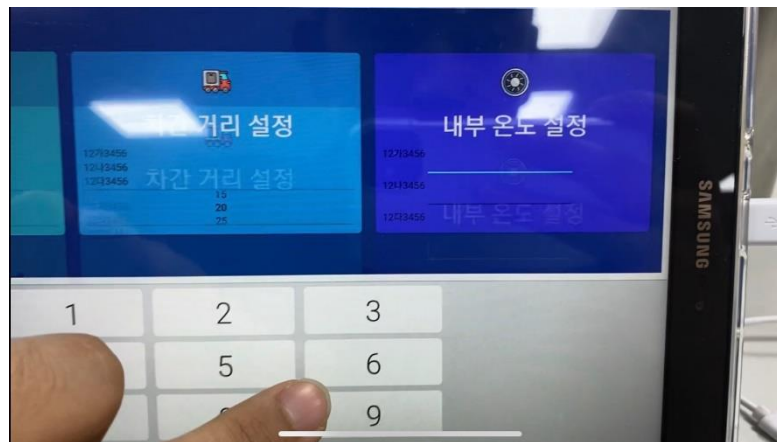 차간 거리 설정
12가3456
12나3456
12다3456
차간 거리 설정
15
20
25
내부 온도 설정
12가3456
12나3456
12다3456
내부 온도 설정
SAMSUNG
1 2 3
5 6
9